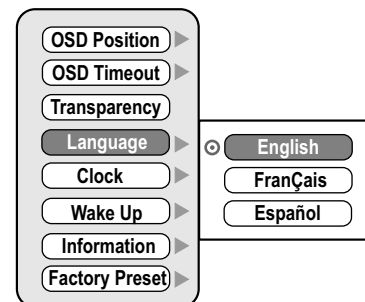 OSD Position
OSD Timeout
Transparency
Language
Clock
Wake Up
Information
Factory Preset
English
FranÇais
Español